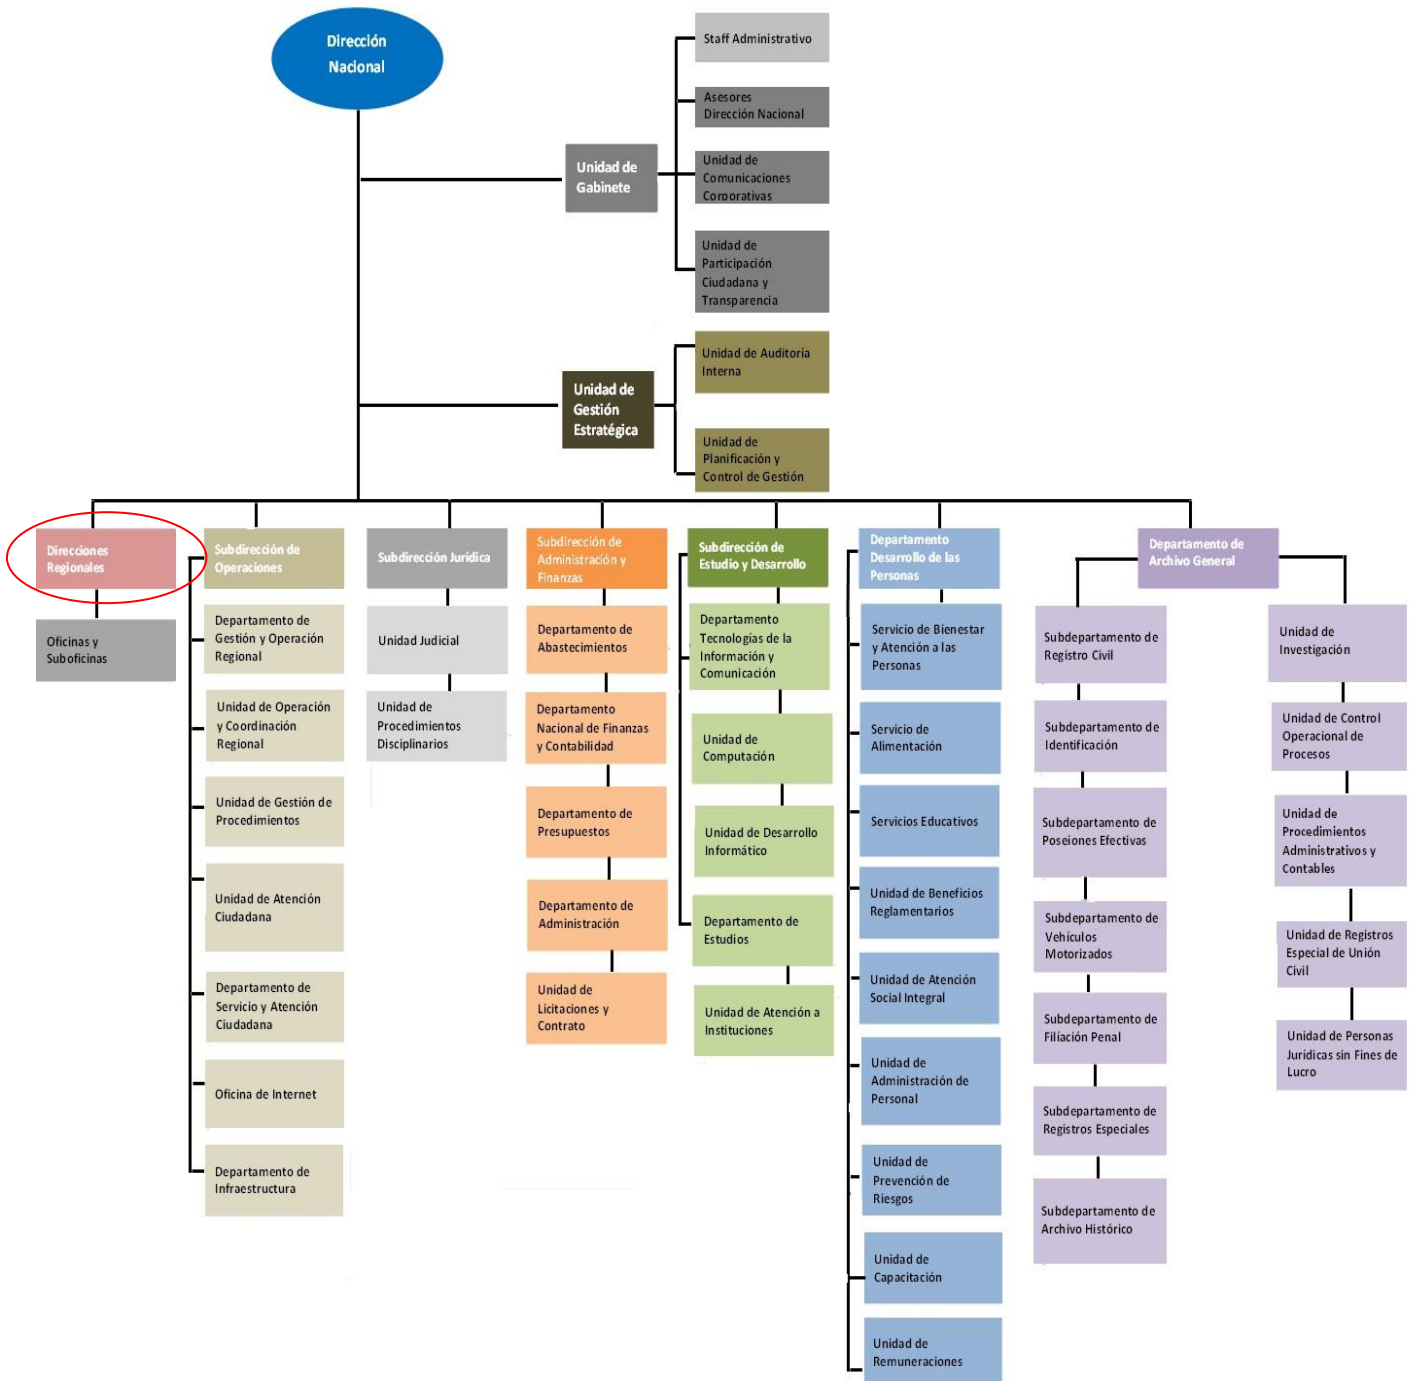 Dirección
Nacional
Staff Administrativo
Asesores
Dirección Nacional
Unidad de
Gabinete
Unidad de
Comunicaciones
Corporativas
Unidad de
Participación
Ciudadana y
Transparencia
Unidad de Auditoría
Interna
Unidad de
Gestión
Estratégica
Unidad de
Planificación y
Control de Gestión
Direcciones
Regionales
Oficinas y
Suboficinas
Subdirección de
Operaciones
Departamento de
Gestión y Operación
Regional
Unidad de Operación
y Coordinación
Regional
Unidad de Gestión de
Procedimientos
Unidad de Atención
Ciudadana
Departamento de
Servicio y Atención
Ciudadana
Oficina de Internet
Departamento de
Infraestructura
Subdirección Jurídica
Unidad Judicial
Unidad de
Procedimientos
Disciplinarios
Subdirección de
Administración y
Finanzas
Departamento de
Abastecimientos
Departamento
Nacional de Finanzas
y Contabilidad
Departamento de
Presupuestos
Departamento de
Administración
Unidad de
Licitaciones y
Contrato
Subdirección de
Estudio y Desarrollo
Departamento
Tecnologías de la
Información y
Comunicación
Unidad de
Computación
Unidad de Desarrollo
Informático
Departamento de
Estudios
Unidad de Atención a
Instituciones
Departamento
Desarrollo de las
Personas
Servicio de Bienestar
y Atención a las
Personas
Servicio de
Alimentación
Servicios Educativos
Unidad de Beneficios
Reglamentarios
Unidad de Atención
Social Integral
Unidad de
Administración de
Personal
Unidad de
Prevención de
Riesgos
Unidad de
Capacitación
Unidad de
Remuneraciones
Departamento de
Archivo General
Subdepartamento de
Registro Civil
Subdepartamento de
Identificación
Subdepartamento de
Poseiones Efectivas
Subdepartamento de
Vehículos
Motorizados
Subdepartamento de
Filiación Penal
Subdepartamento de
Registros Especiales
Subdepartamento de
Archivo Histórico
Unidad de
Investigación
Unidad de Control
Operacional de
Procesos
Unidad de
Procedimientos
Administrativos y
Contables
Unidad de Registros
Especial de Unión
Civil
Unidad de Personas
Jurídicas sin Fines de
Lucro